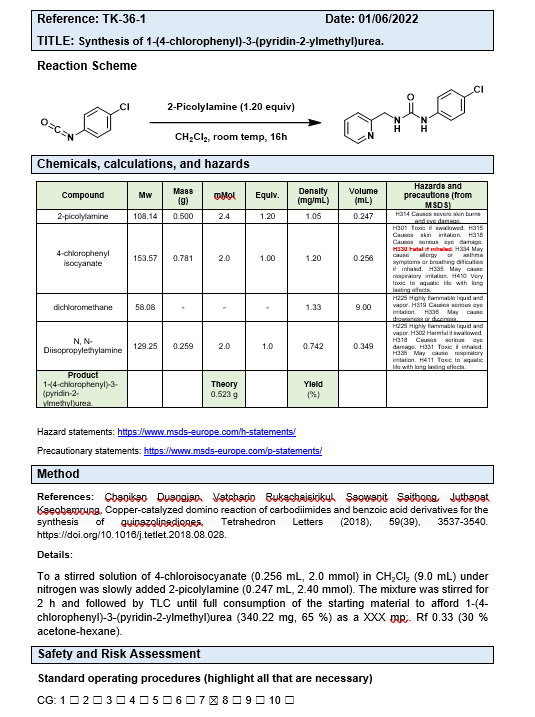 Reference: TK-36-1 Date: 01/06/2022
TITLE: Synthesis of 1-(4-chlorophenyl)-3-(pyridin-2-ylmethyl)urea.
Reaction Scheme
O C N Cl
2-Picolylamine (1.20 equiv)
CH2Cl2, room temp, 16h
N N H O N H Cl
Chemicals, calculations, and hazards
Compound Mw Mass (g) mMol Equiv. Density (mg/mL) Volume (mL) Hazards and precautions (from MSDS)
2-picolylamine 108.14 0.500 2.4 1.20 1.05 0.247 H314 Causes severe skin burns
and eye damage.
4-chlorophenyl isocyanate 153.57 0.781 2.0 1.00 1.20 0.256 H301 Toxic if swallowed. H315
Causes skin irritation. H318
Causes serious eye damage.
H330 Fatal if inhaled. H334 May
cause allergy or asthma
symptoms or breathing difficulties
if inhaled. H335 May cause
respiratory irritation. H410 Very
toxic to aquatic life with long
lasting effects.
dichloromethane 58.08 - - - 1.33 9.00 H225 Highly flammable liquid and
vapor. H319 Causes serious eye
irritation. H336 May cause
drowsiness or dizziness.
N, N-
Diisopropylethylamine 129.25 0.259 2.0 1.0 0.742 0.349 H225 Highly flammable liquid and
vapor. H302 Harmful if swallowed.
H318 Causes serious eye
damage. H331 Toxic if inhaled.
H335 May cause respiratory
irritation. H411 Toxic to aquatic
life with long lasting effects.
Product
1-(4-chlorophenyl)-3-
(pyridin-2-
ylmethyl)urea.
Theory
0.523 g
Yield
(%)
Hazard statements: https://www.msds-europe.com/h-statements/
Precautionary statements: https://www.msds-europe.com/p-statements/
Method
References: Chanikan Duangjan, Vatcharin Rukachaisirikul, Saowanit Saithong, Juthanat
Kaeobamrung, Copper-catalyzed domino reaction of carbodiimides and benzoic acid derivatives for the
synthesis of quinazolinediones, Tetrahedron Letters (2018), 59(39), 3537-3540.
https://doi.org/10.1016/j.tetlet.2018.08.028.
Details:
To a stirred solution of 4-chloroisocyanate (0.256 mL, 2.0 mmol) in CH2Cl2 (9.0 mL) under
nitrogen was slowly added 2-picolylamine (0.247 mL, 2.40 mmol). The mixture was stirred for
2 h and followed by TLC until full consumption of the starting material to afford 1-(4-
chlorophenyl)-3-(pyridin-2-ylmethyl)urea (340.22 mg, 65 %) as a XXX mp:. Rf 0.33 (30 %
acetone-hexane).
Safety and Risk Assessment
Standard operating procedures (highlight all that are necessary)
CG: 1 ☐ 2 ☐ 3 ☐ 4 ☐ 5 ☐ 6 ☐ 7 ☒ 8 ☐ 9 ☐ 10 ☐